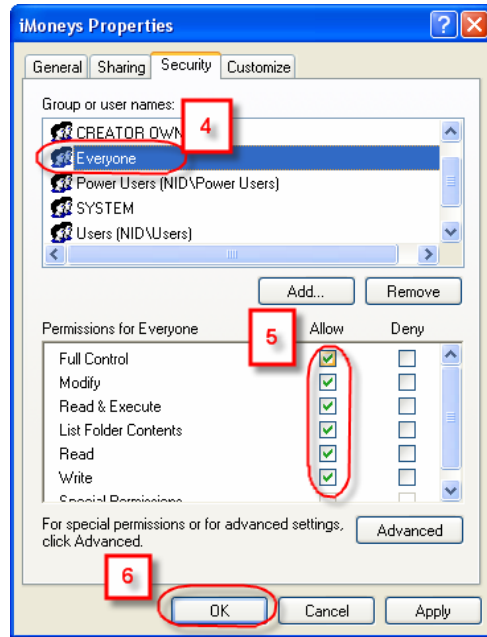 iMoneys Properties
General Sharing Security Customize
Group or user names:
4
CREATOR OWN
Everyone
Power Users (NID\Power Users)
SYSTEM
Users (NID\Users)
Add... Remove
Permissions for Everyone Allow Deny
5
Full Control
Modify
Read & Execute
List Folder Contents
Read
Write
Special Permissions
For special permissions or for advanced settings,
click Advanced.
Advanced
6
OK Cancel Apply